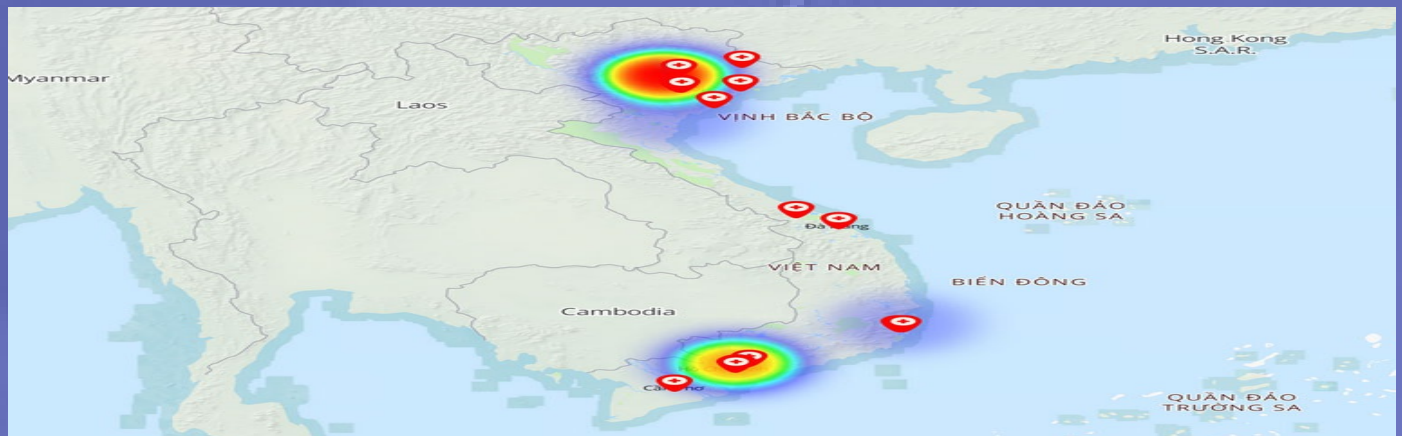 Hong Kong
S.A.R.
Myanmar
Laos
VỊNH BẮC BỘ
QUẦN ĐẢO
HOÀNG SA
VIỆT NAM
BIỂN ĐÔNG
Cambodia
QUẦN ĐẢO
TRƯỜNG SA